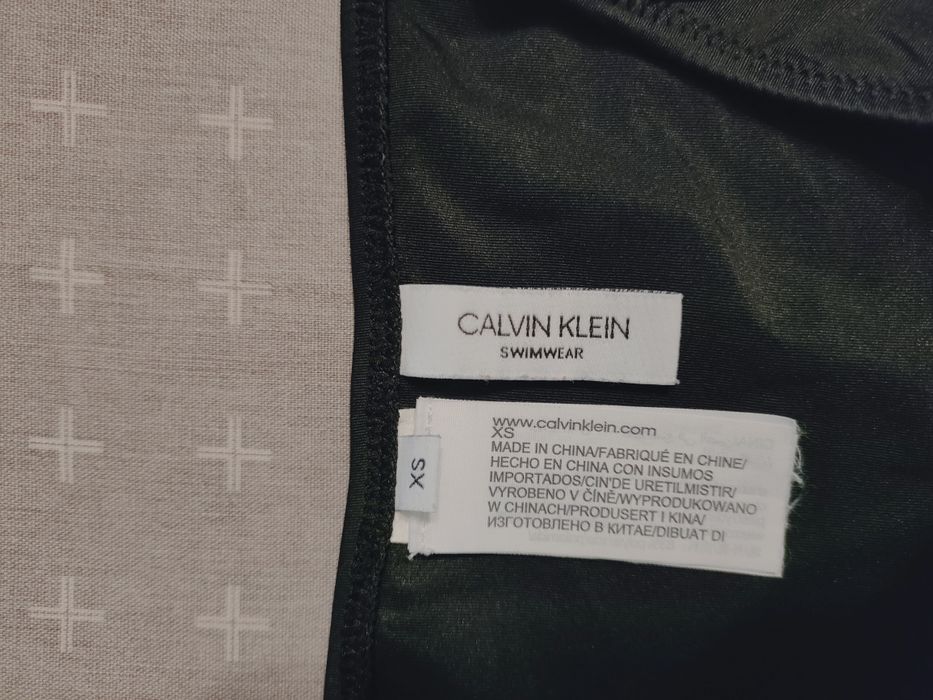 CALVIN KLEIN
SWIMWEAR
XS
www.calvinklein.com
XS
MADE IN CHINA/FABRIQUÉ EN CHINE/
HECHO EN CHINA CON INSUMOS
IMPORTADOS/CIN'DE URETILMISTIR/
VYROBENO V ČÍNĚ/WYPRODUKOWANO
W CHINACH/PRODUSERT I KINA/
ИЗГОТОВЛЕНО В КИТАЕ/DIBUAT DI